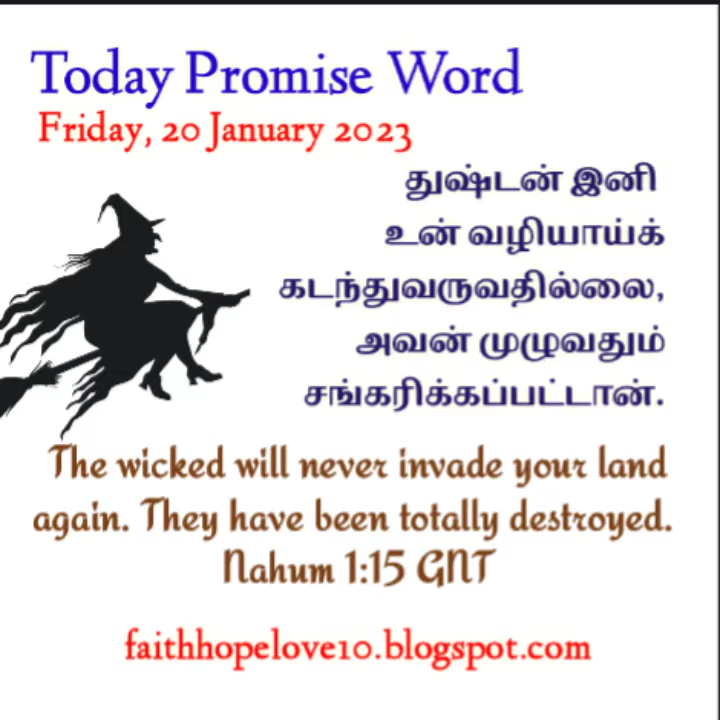 Today Promise Word
Friday, 20 January 2023
துஷ்டன் இனி
உன் வழியாய்க்
கடந்துவருவதில்லை,
அவன் முழுவதும்
சங்கரிக்கப்பட்டான்.
The wicked will never invade your land
again. They have been totally destroyed.
Nahum 1:15 GNT
faithhopelove10.blogspot.com